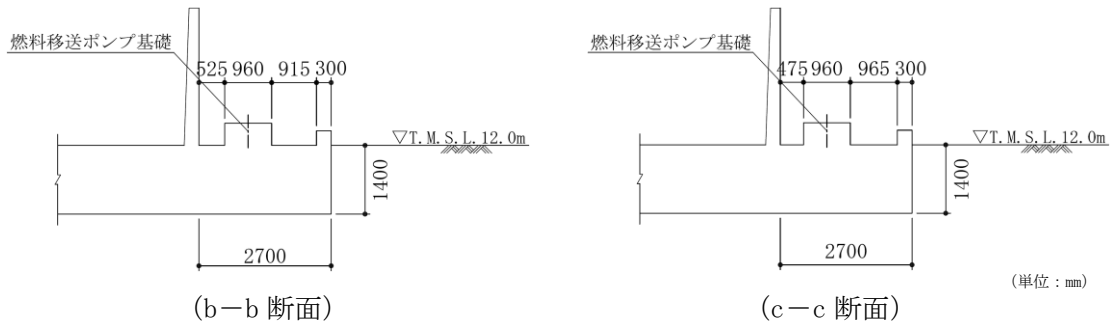 燃料移送ポンプ基礎
525 960 915 300
▽T.M.S.L.12.0m
1400
2700
(b－b 断面)
燃料移送ポンプ基礎
475 960 965 300
▽T.M.S.L.12.0m
1400
2700
(単位：mm)
(c－c 断面)